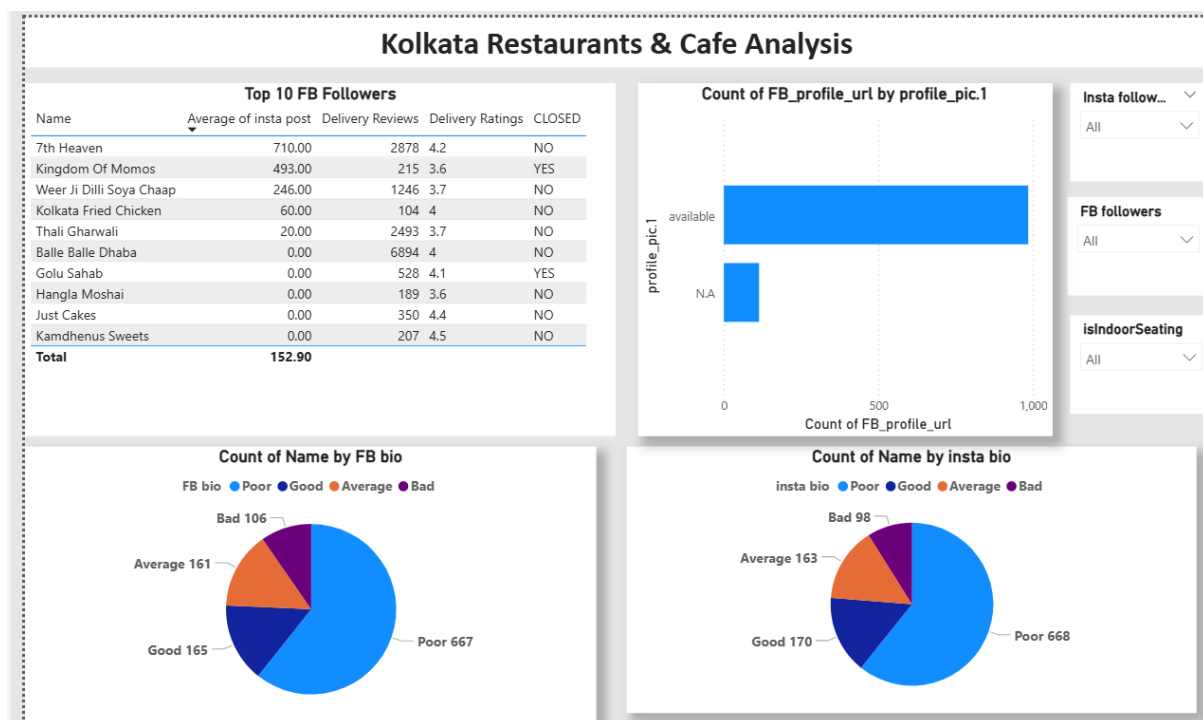 Kolkata Restaurants & Cafe Analysis
Top 10 FB Followers
Name Average of insta post Delivery Reviews Delivery Ratings CLOSED
7th Heaven 710.00 2878 4.2 NO
Kingdom Of Momos 493.00 215 3.6 YES
Weer Ji Dilli Soya Chaap 246.00 1246 3.7 NO
Kolkata Fried Chicken 60.00 104 4 NO
Thali Gharwali 20.00 2493 3.7 NO
Balle Balle Dhaba 0.00 6894 4 NO
Golu Sahab 0.00 528 4.1 YES
Hangla Moshai 0.00 189 3.6 NO
Just Cakes 0.00 350 4.4 NO
Kamdhenus Sweets 0.00 207 4.5 NO
Total 152.90
Count of FB_profile_url by profile_pic.1
profile_pic.1
available
N.A
0 500 1,000
Count of FB_profile_url
Insta follow...
All
FB followers
All
isIndoorSeating
All
Count of Name by FB bio
FB bio Poor Good Average Bad
Bad 106
Average 161
Good 165
Poor 667
Count of Name by insta bio
insta bio Poor Good Average Bad
Bad 98
Average 163
Good 170
Poor 668